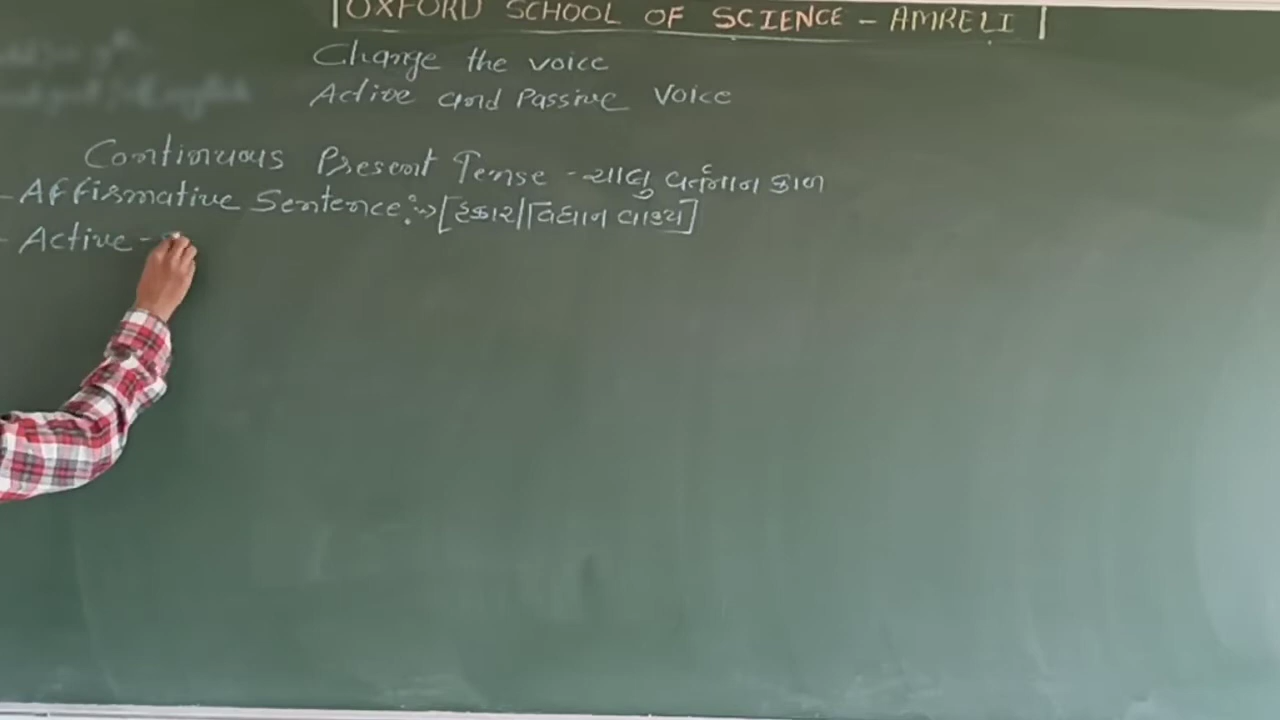 OXFORD SCHOOL OF SCIENCE - AMRELI
Change the voice
Active and Passive Voice
Continuous Present Tense - ચાલુ વર્તમાન કાળ
- Affirmative Sentence :-> [હકાર/વિધાન વાક્ય]
- Active -